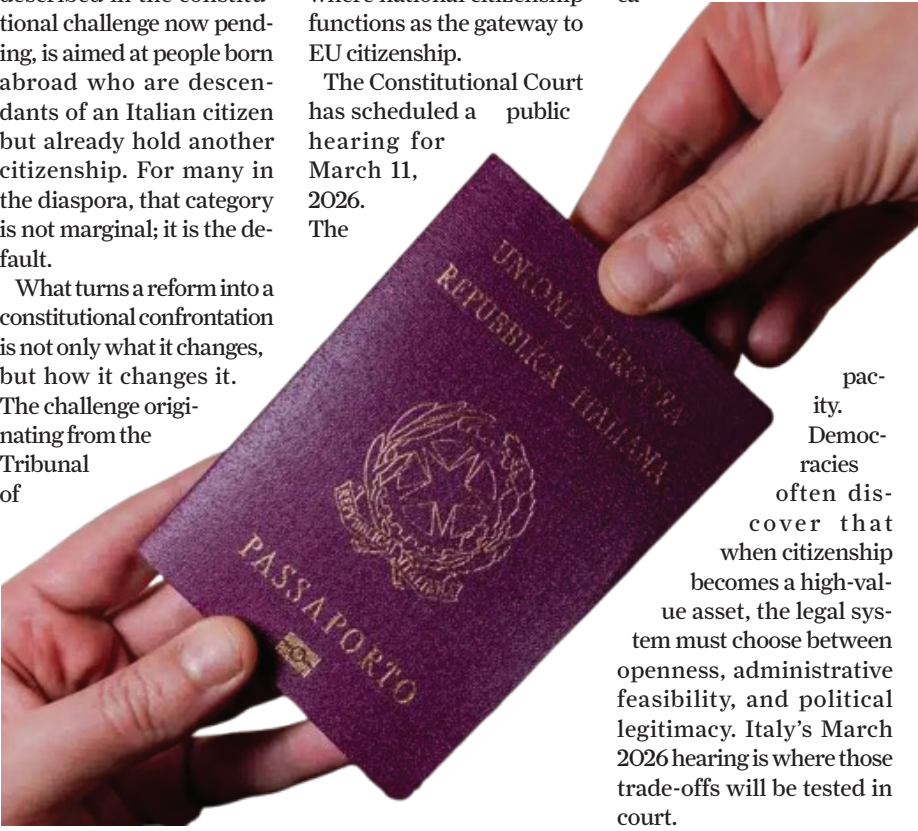 described in the constitu-
tional challenge now pend-
ing, is aimed at people born
abroad who are descen-
dants of an Italian citizen
but already hold another
citizenship. For many in
the diaspora, that category
is not marginal; it is the de-
fault.
What turns a reform into a
constitutional confrontation
is not only what it changes,
but how it changes it.
The challenge origi-
nating from the
Tribunal
of
where national citizenship
functions as the gateway to
EU citizenship.
The Constitutional Court
has scheduled a public
hearing for
March 11,
2026.
The
UNIONE EUROPEA
REPUBBLICA ITALIANA
PASSAPORTO
pac-
ity.
Democ-
racies
often dis-
cover that
when citizenship
becomes a high-val-
ue asset, the legal sys-
tem must choose between
openness, administrative
feasibility, and political
legitimacy. Italy's March
2026 hearing is where those
trade-offs will be tested in
court.